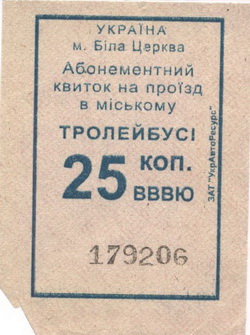 УКРАЇНА
м. Біла Церква
Абонементний
квиток на проїзд
в міському
ТРОЛЕЙБУСІ
25 КОП.
ВВВЮ
179206
ЗАТ "УкрАвтоРесурс"